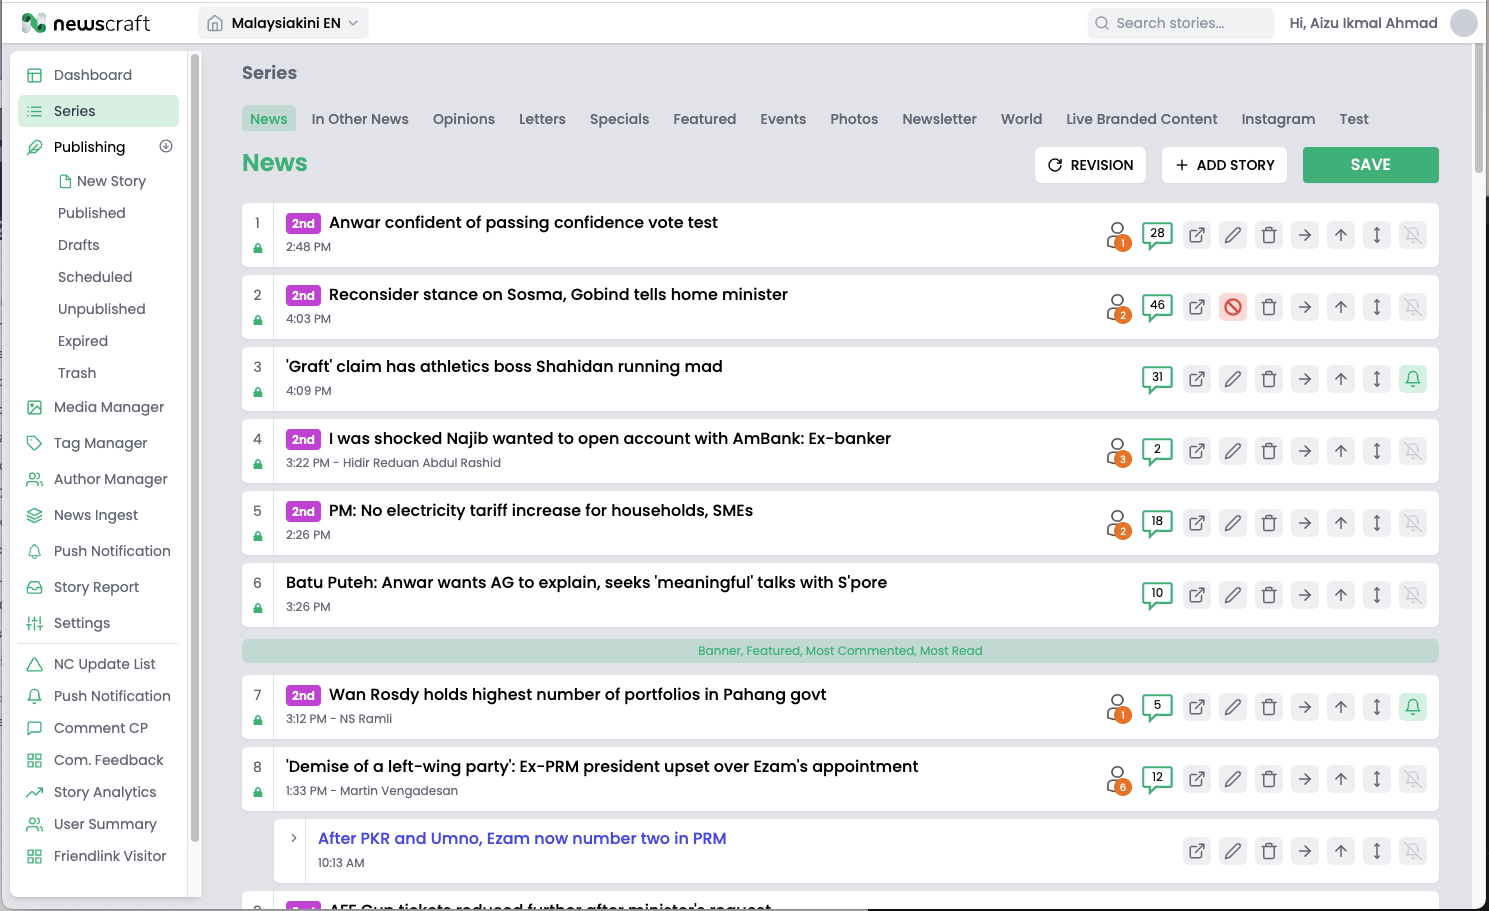 newscraft
Malaysiakini EN
Search stories...
Hi, Aizu Ikmal Ahmad
Dashboard
Series
Publishing
New Story
Published
Drafts
Scheduled
Unpublished
Expired
Trash
Media Manager
Tag Manager
Author Manager
News Ingest
Push Notification
Story Report
Settings
NC Update List
Push Notification
Comment CP
Com. Feedback
Story Analytics
User Summary
Friendlink Visitor
Series
News In Other News Opinions Letters Specials Featured Events Photos Newsletter World Live Branded Content Instagram Test
News
REVISION
ADD STORY
SAVE
1 2nd Anwar confident of passing confidence vote test 1 28
2:48 PM
2 2nd Reconsider stance on Sosma, Gobind tells home minister 2 46
4:03 PM
3 'Graft' claim has athletics boss Shahidan running mad 31
4:09 PM
4 2nd I was shocked Najib wanted to open account with AmBank: Ex-banker 3 2
3:22 PM - Hidir Reduan Abdul Rashid
5 2nd PM: No electricity tariff increase for households, SMEs 2 18
2:26 PM
6 Batu Puteh: Anwar wants AG to explain, seeks 'meaningful' talks with S'pore 10
3:26 PM
Banner, Featured, Most Commented, Most Read
7 2nd Wan Rosdy holds highest number of portfolios in Pahang govt 1 5
3:12 PM - NS Ramli
8 'Demise of a left-wing party': Ex-PRM president upset over Ezam's appointment 6 12
1:33 PM - Martin Vengadesan
After PKR and Umno, Ezam now number two in PRM
10:13 AM
9 2nd AFF Cup tickets reduced further after minister's request